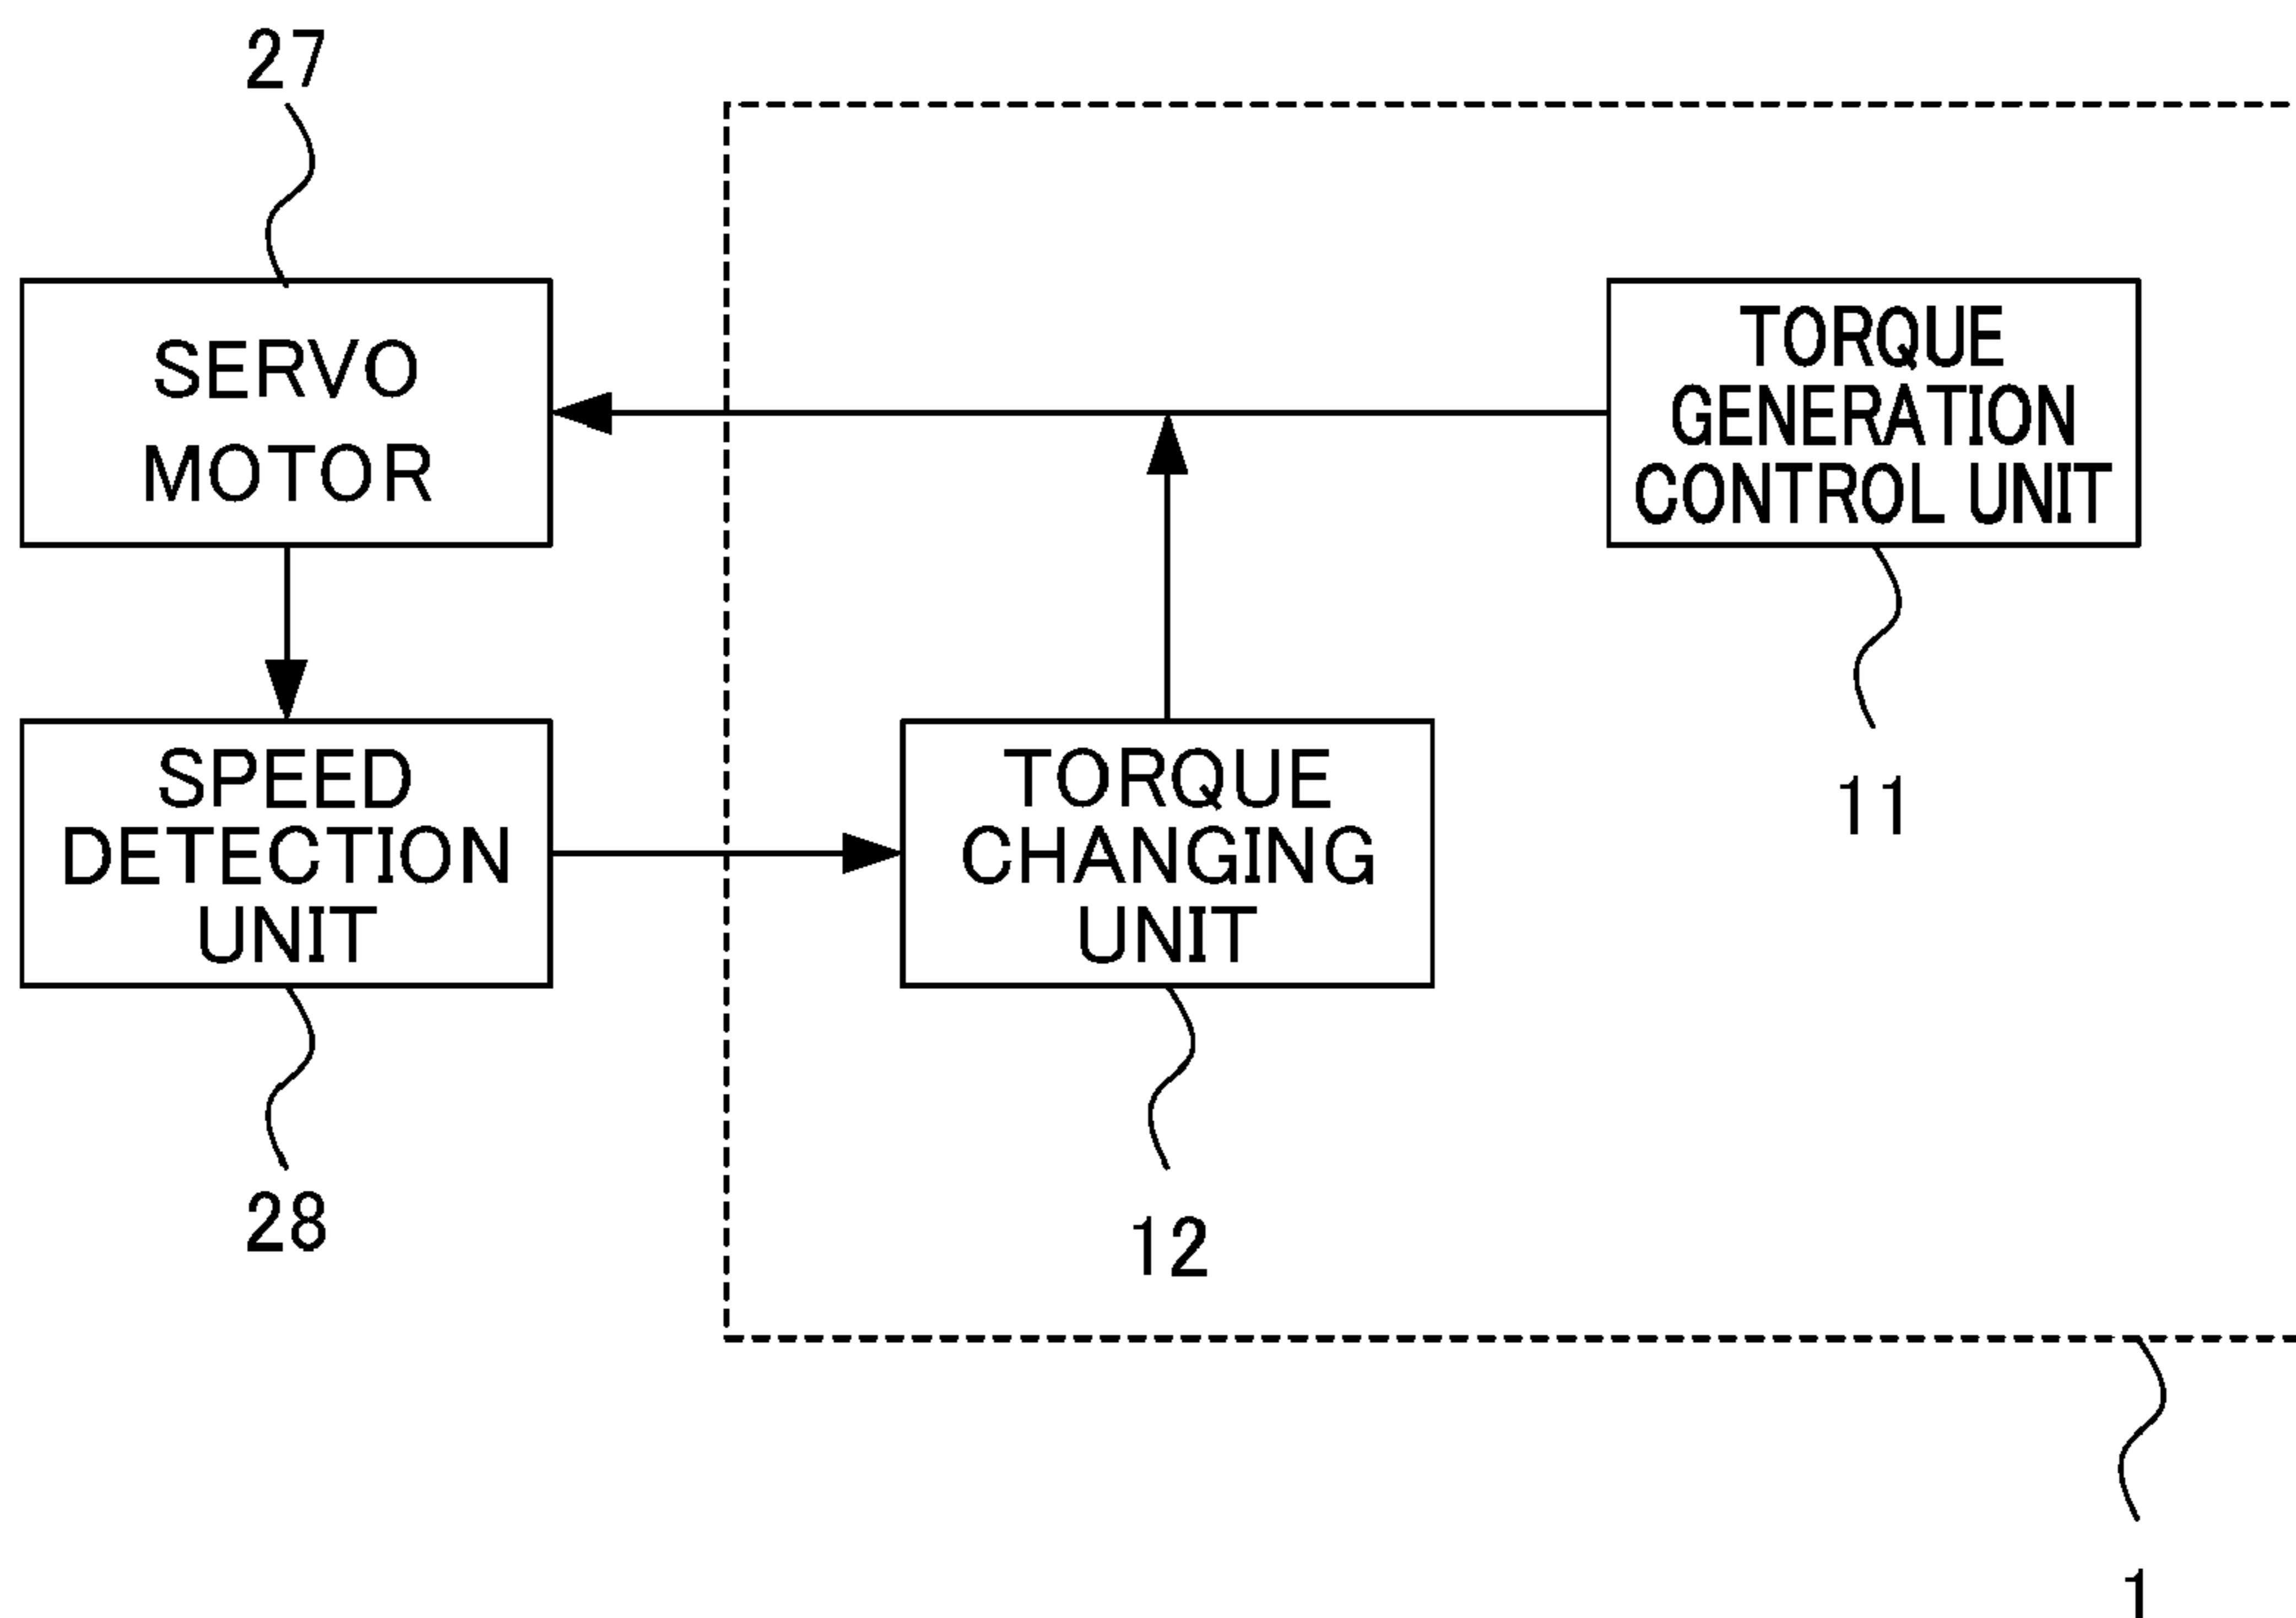 27
SERVO
MOTOR
TORQUE
GENERATION
CONTROL UNIT
11
SPEED
DETECTION
UNIT
28
TORQUE
CHANGING
UNIT
12
1